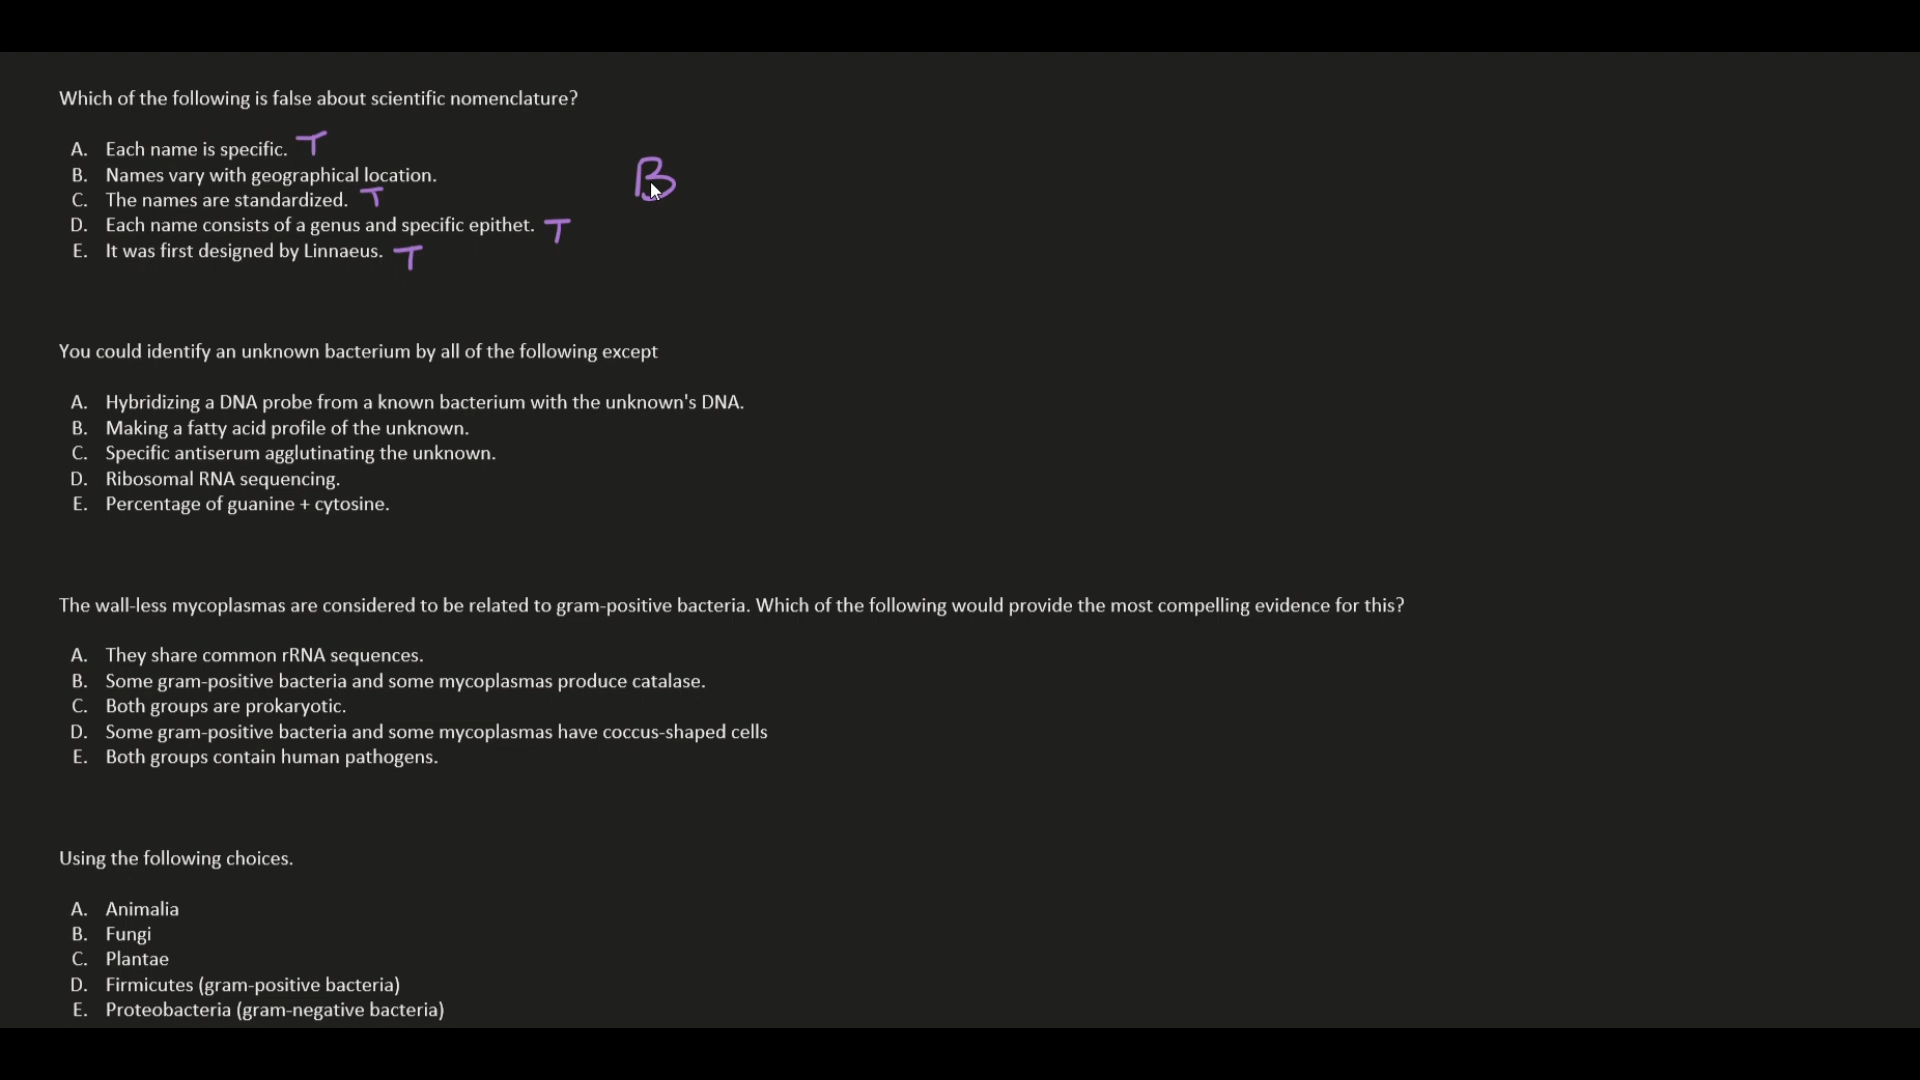 Which of the following is false about scientific nomenclature?
A. Each name is specific. T
B. Names vary with geographical location. B
C. The names are standardized. T
D. Each name consists of a genus and specific epithet. T
E. It was first designed by Linnaeus. T
You could identify an unknown bacterium by all of the following except
A. Hybridizing a DNA probe from a known bacterium with the unknown's DNA.
B. Making a fatty acid profile of the unknown.
C. Specific antiserum agglutinating the unknown.
D. Ribosomal RNA sequencing.
E. Percentage of guanine + cytosine.
The wall-less mycoplasmas are considered to be related to gram-positive bacteria. Which of the following would provide the most compelling evidence for this?
A. They share common rRNA sequences.
B. Some gram-positive bacteria and some mycoplasmas produce catalase.
C. Both groups are prokaryotic.
D. Some gram-positive bacteria and some mycoplasmas have coccus-shaped cells
E. Both groups contain human pathogens.
Using the following choices.
A. Animalia
B. Fungi
C. Plantae
D. Firmicutes (gram-positive bacteria)
E. Proteobacteria (gram-negative bacteria)